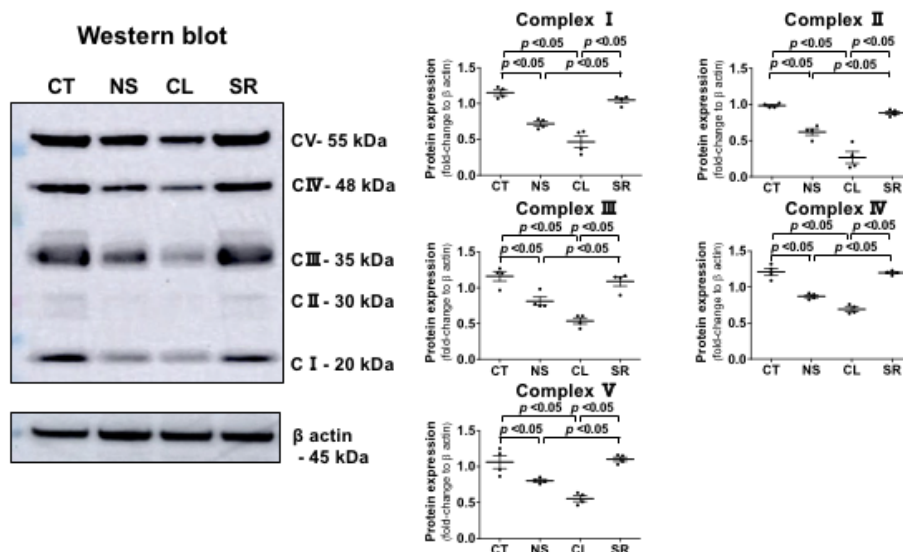 Western blot
CT NS CL SR
CⅤ- 55 kDa
CⅣ- 48 kDa
CⅢ- 35 kDa
CⅡ- 30 kDa
CⅠ- 20 kDa
β actin
- 45 kDa
Complex Ⅰ
p <0.05 p <0.05
p <0.05 p <0.05
Protein expression
(fold-change to β actin)
1.5
1.0
0.5
0.0
CT NS CL SR
Complex Ⅱ
p <0.05 p <0.05
p <0.05 p <0.05
Protein expression
(fold-change to β actin)
1.5
1.0
0.5
0.0
CT NS CL SR
Complex Ⅲ
p <0.05 p <0.05
p <0.05 p <0.05
Protein expression
(fold-change to β actin)
1.5
1.0
0.5
0.0
CT NS CL SR
Complex Ⅳ
p <0.05 p <0.05
p <0.05 p <0.05
Protein expression
(fold-change to β actin)
1.5
1.0
0.5
0.0
CT NS CL SR
Complex Ⅴ
p <0.05 p <0.05
p <0.05 p <0.05
Protein expression
(fold-change to β actin)
1.5
1.0
0.5
0.0
CT NS CL SR